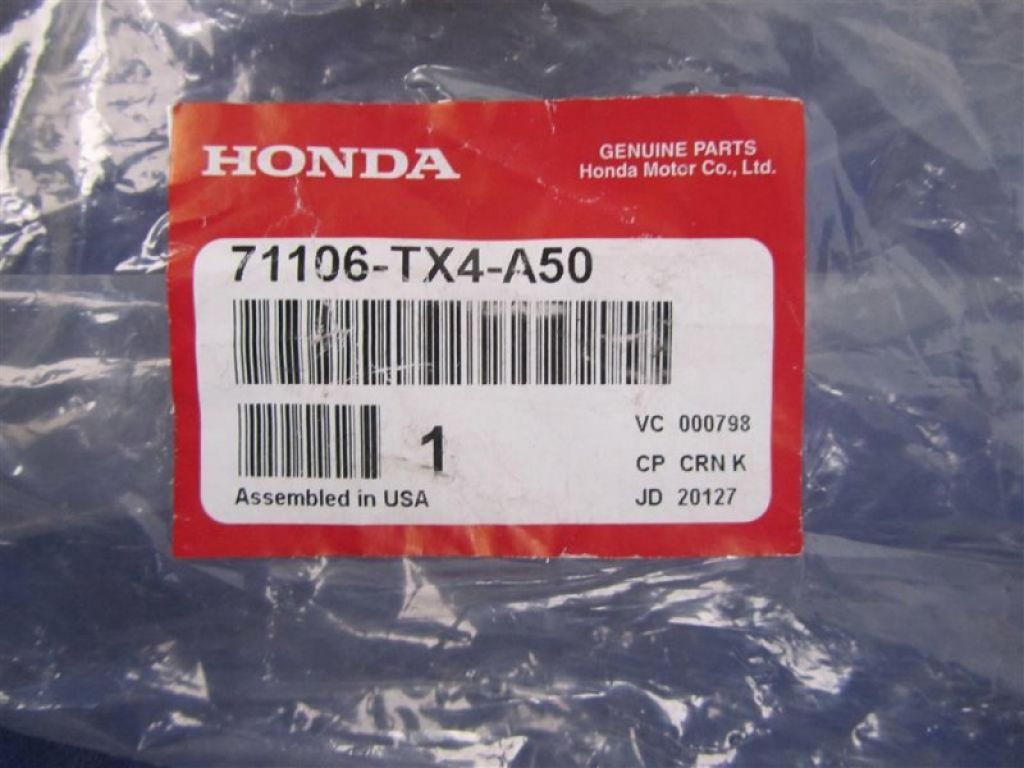 HONDA
GENUINE PARTS
Honda Motor Co., Ltd.
71106-TX4-A50
1
VC 000798
CP CRN K
Assembled in USA
JD 20127